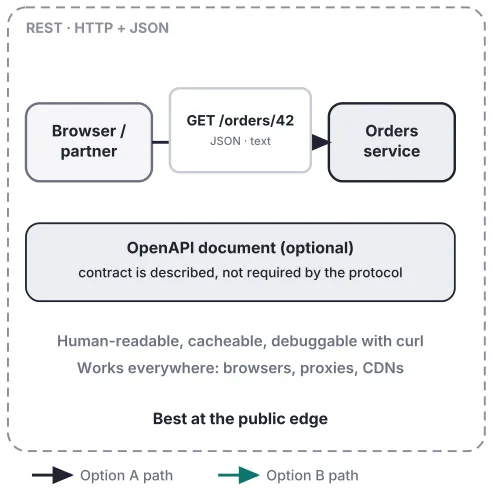 REST · HTTP + JSON
Browser /
partner
GET /orders/42
JSON · text
Orders
service
OpenAPI document (optional)
contract is described, not required by the protocol
Human-readable, cacheable, debuggable with curl
Works everywhere: browsers, proxies, CDNs
Best at the public edge
Option A path
Option B path